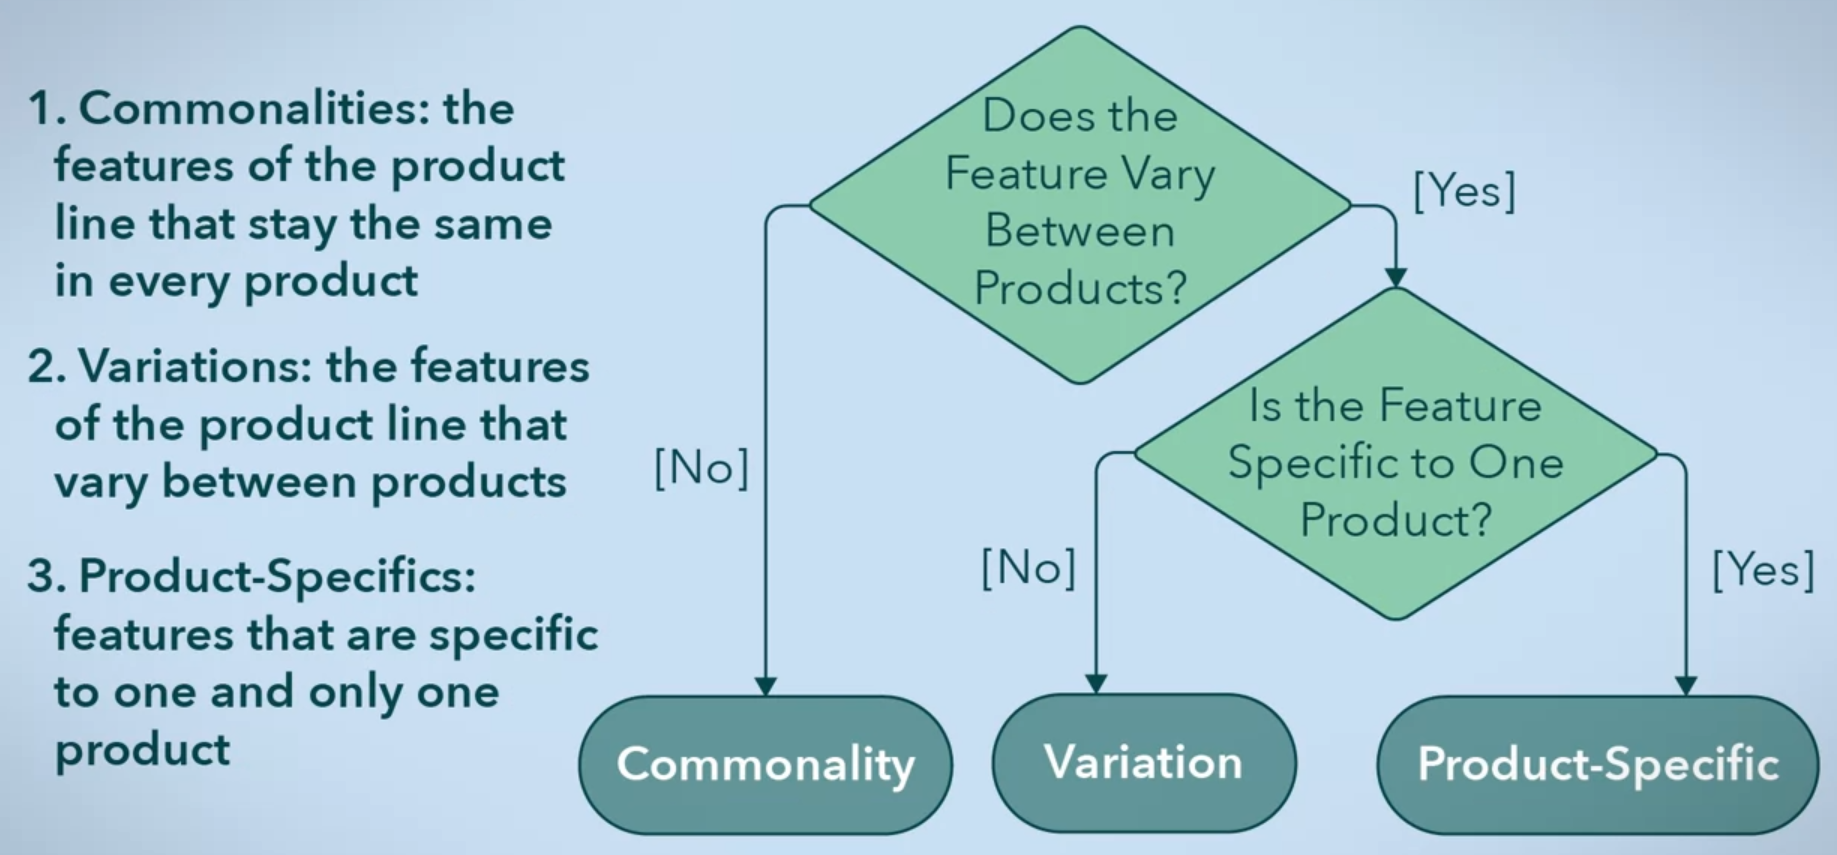 1. Commonalities: the
features of the product
line that stay the same
in every product
2. Variations: the features
of the product line that
vary between products
3. Product-Specifics:
features that are specific
to one and only one
product
Does the
Feature Vary
Between
Products?
[Yes]
[No]
Is the Feature
Specific to One
Product?
[No]
[Yes]
Commonality
Variation
Product-Specific